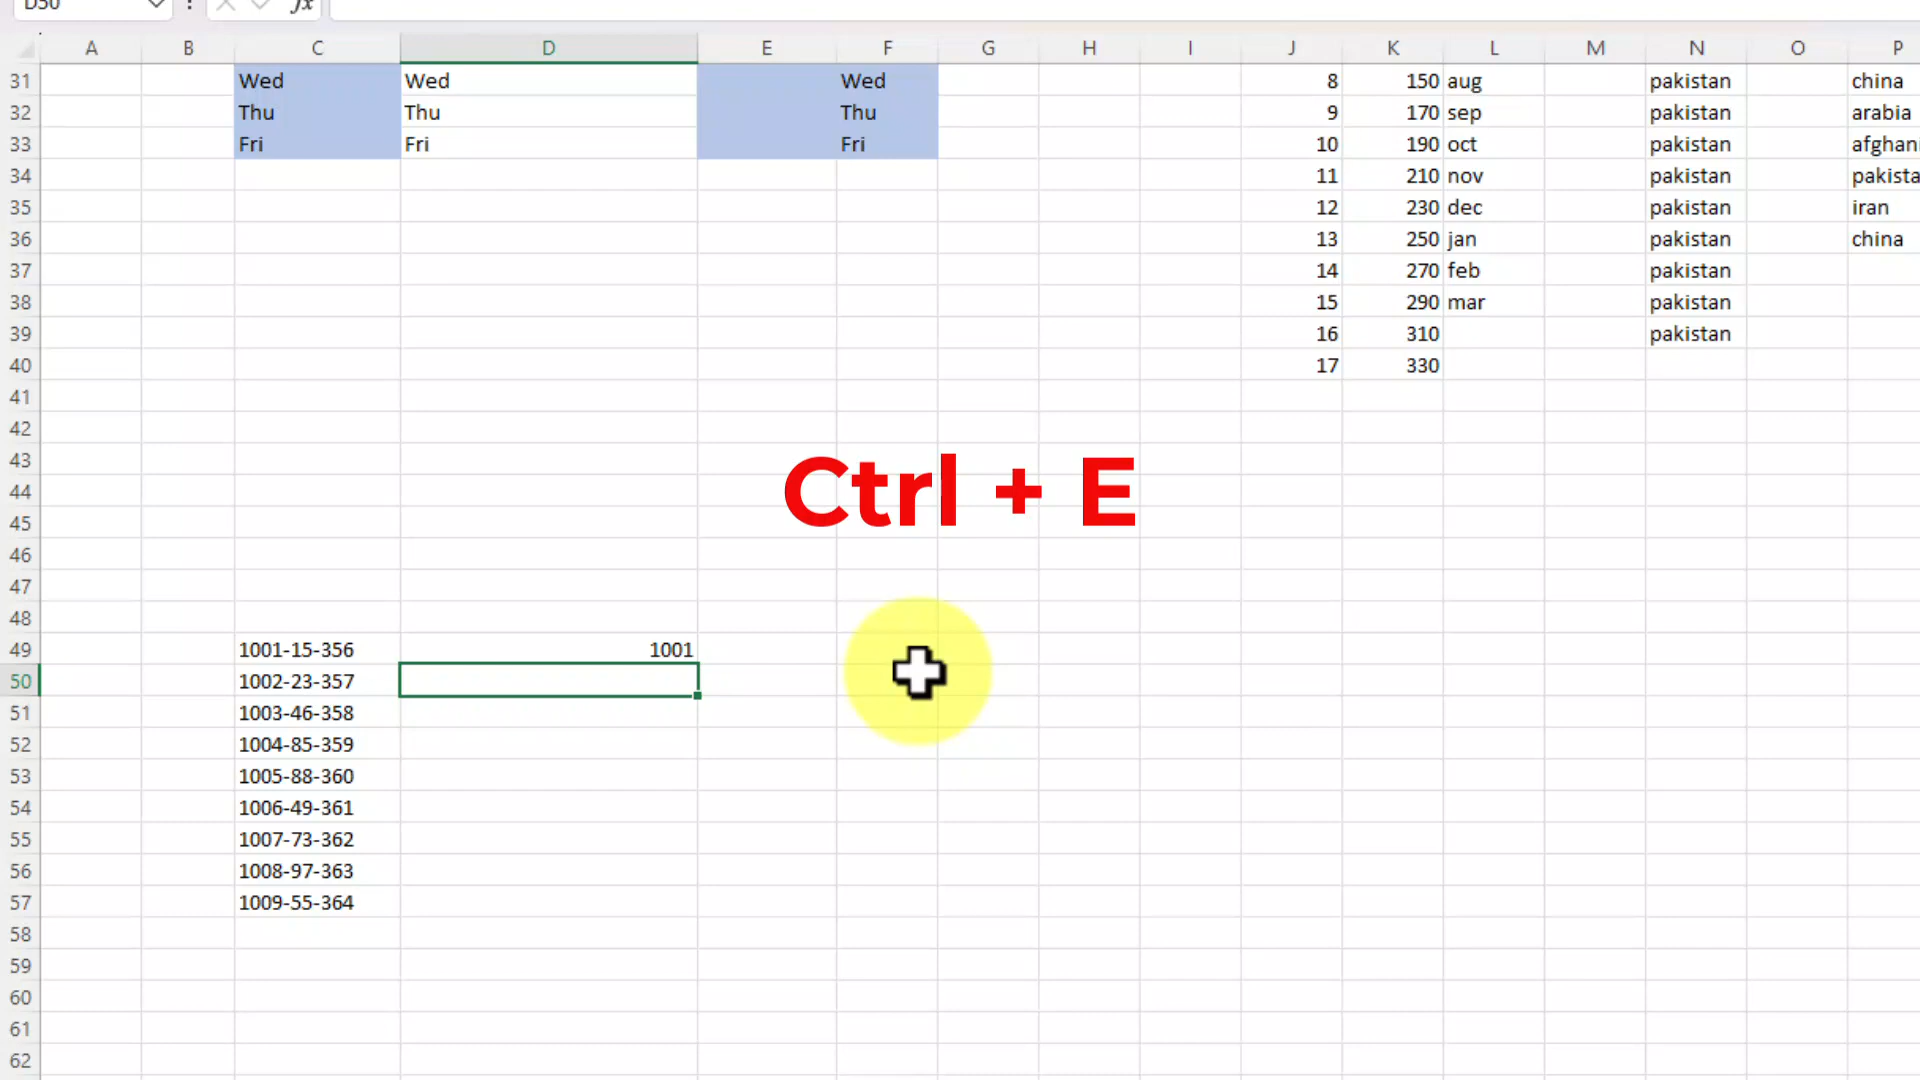 D50 fx
A B C D E F G H I J K L M N O P
31 Wed Wed Wed 8 150 aug pakistan china
32 Thu Thu Thu 9 170 sep pakistan arabia
33 Fri Fri Fri 10 190 oct pakistan afghani
34 11 210 nov pakistan pakista
35 12 230 dec pakistan iran
36 13 250 jan pakistan china
37 14 270 feb pakistan
38 15 290 mar pakistan
39 16 310 pakistan
40 17 330
41
42
43
44
Ctrl + E
45
46
47
48
49 1001-15-356 1001
50 1002-23-357
51 1003-46-358
52 1004-85-359
53 1005-88-360
54 1006-49-361
55 1007-73-362
56 1008-97-363
57 1009-55-364
58
59
60
61
62